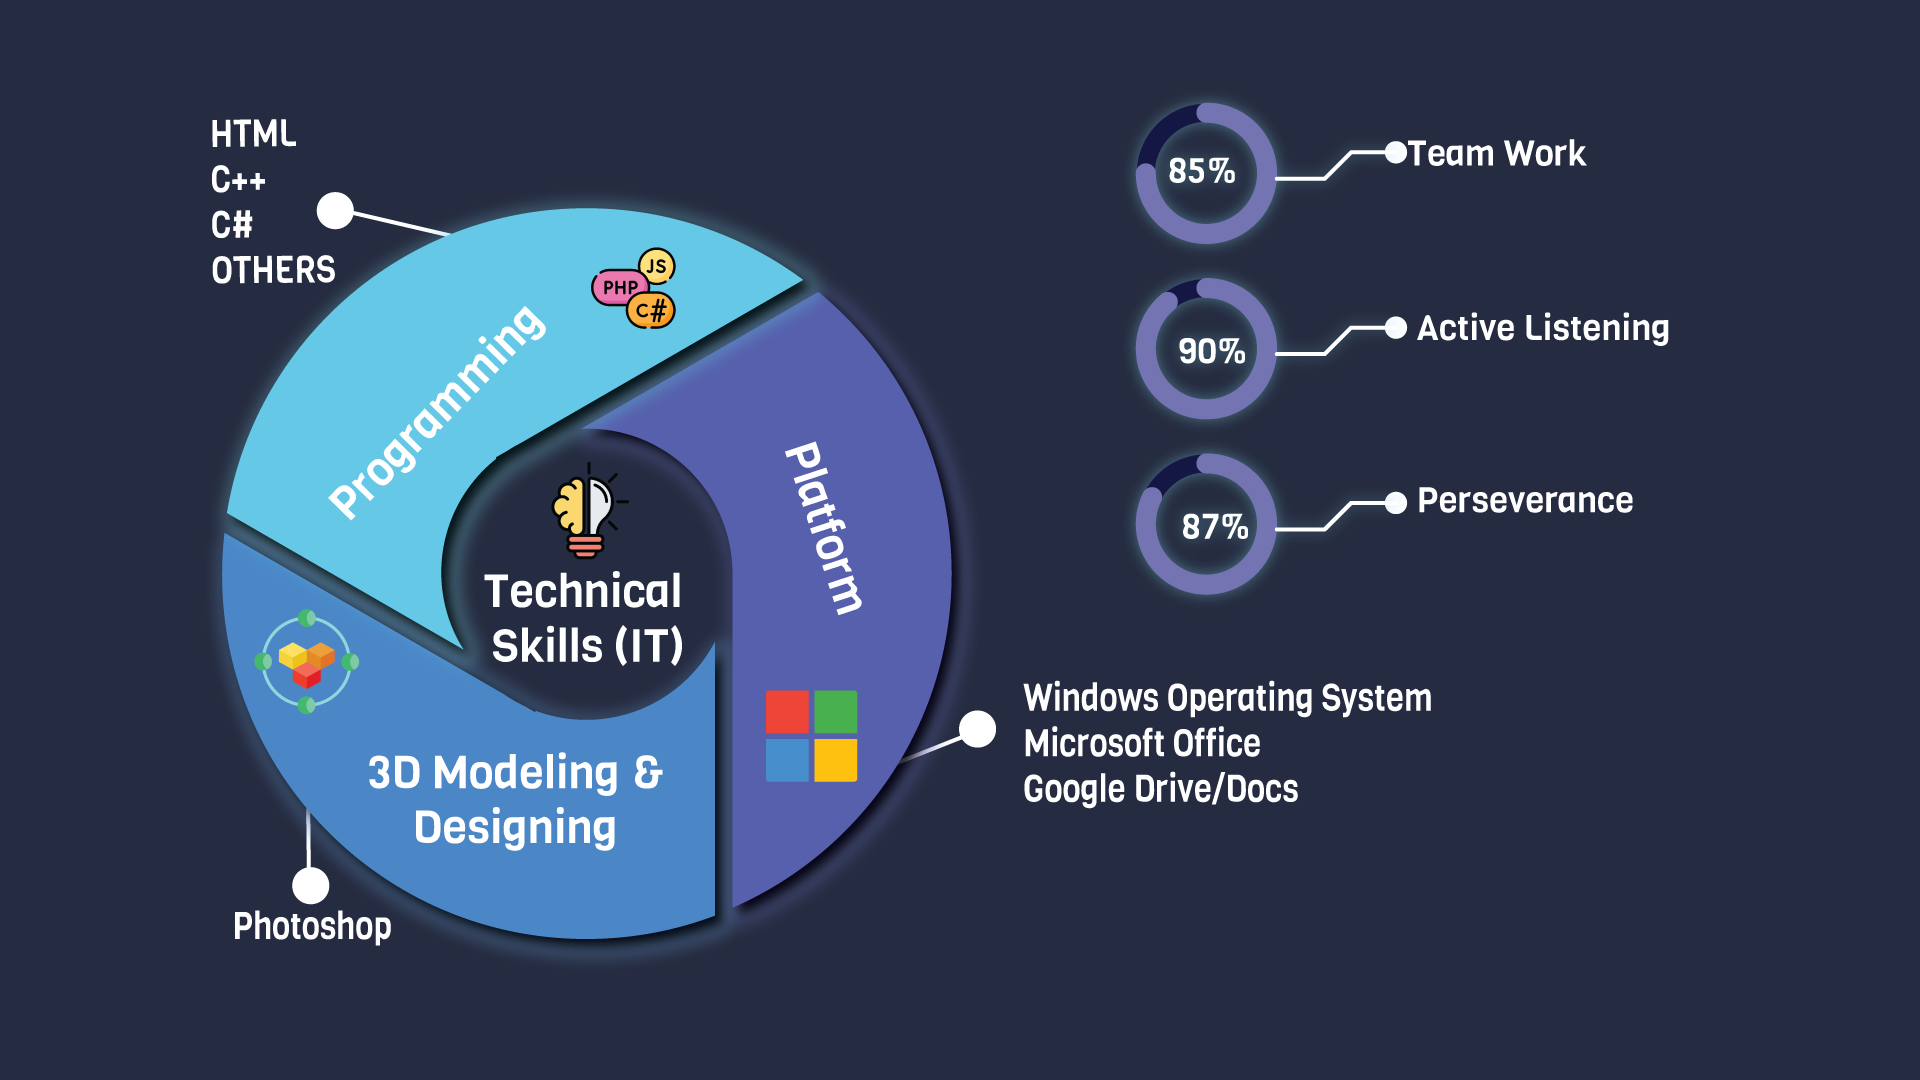 HTML
C++
C#
OTHERS
Programming
JS
PHP
C#
Platform
Technical
Skills (IT)
3D Modeling &
Designing
Photoshop
85%
Team Work
90%
Active Listening
87%
Perseverance
Windows Operating System
Microsoft Office
Google Drive/Docs